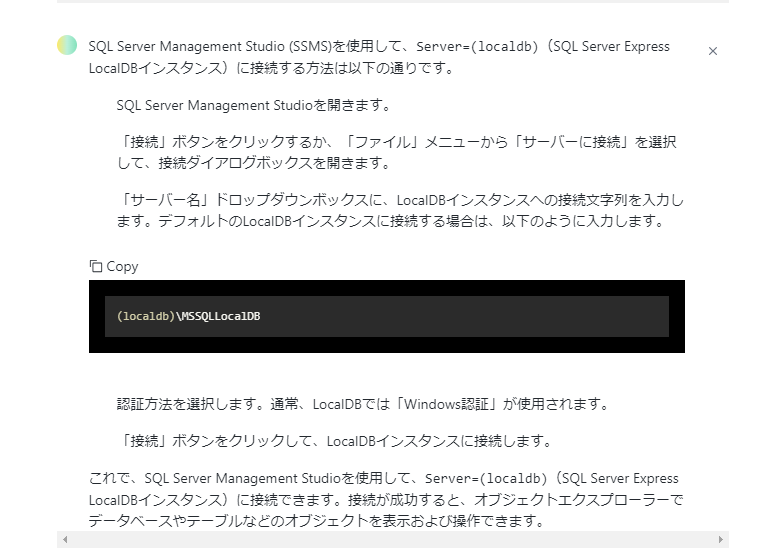 SQL Server Management Studio (SSMS)を使用して、Server=(localdb)（SQL Server Express
LocalDBインスタンス）に接続する方法は以下の通りです。
SQL Server Management Studioを開きます。
「接続」ボタンをクリックするか、「ファイル」メニューから「サーバーに接続」を選択
して、接続ダイアログボックスを開きます。
「サーバー名」ドロップダウンボックスに、LocalDBインスタンスへの接続文字列を入力し
ます。デフォルトのLocalDBインスタンスに接続する場合は、以下のように入力します。
Copy
(localdb)\MSSQLLocalDB
認証方法を選択します。通常、LocalDBでは「Windows認証」が使用されます。
「接続」ボタンをクリックして、LocalDBインスタンスに接続します。
これで、SQL Server Management Studioを使用して、Server=(localdb)（SQL Server Express
LocalDBインスタンス）に接続できます。接続が成功すると、オブジェクトエクスプローラーで
データベースやテーブルなどのオブジェクトを表示および操作できます。